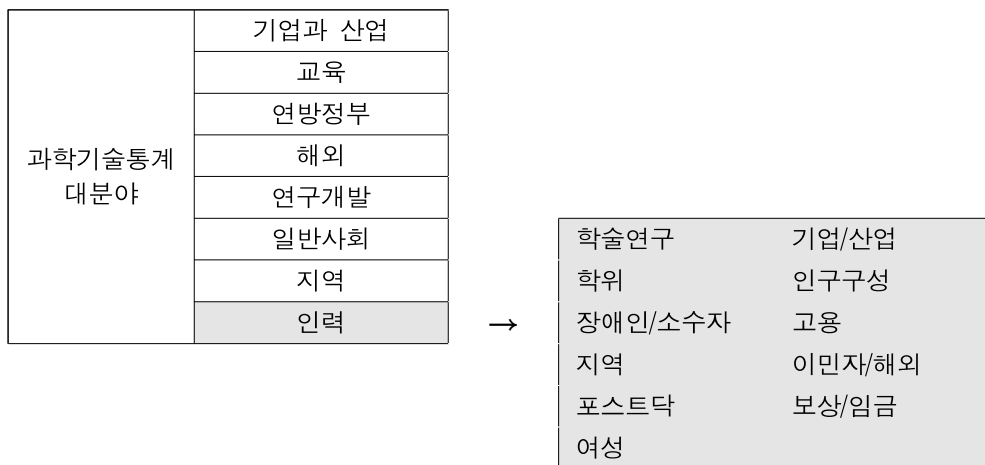 과학기술통계
대분야
기업과 산업
교육
연방정부
해외
연구개발
일반사회
지역
인력
→
학술연구 기업/산업
학위 인구구성
장애인/소수자 고용
지역 이민자/해외
포스트닥 보상/임금
여성